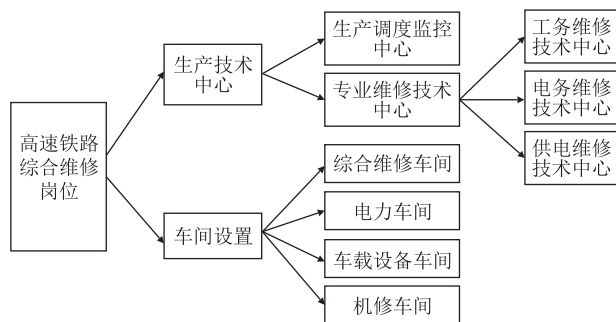 高速铁路
综合维修
岗位
生产技术
中心
车间设置
生产调度监控
中心
专业维修技术
中心
综合维修车间
电力车间
车载设备车间
机修车间
工务维修
技术中心
电务维修
技术中心
供电维修
技术中心